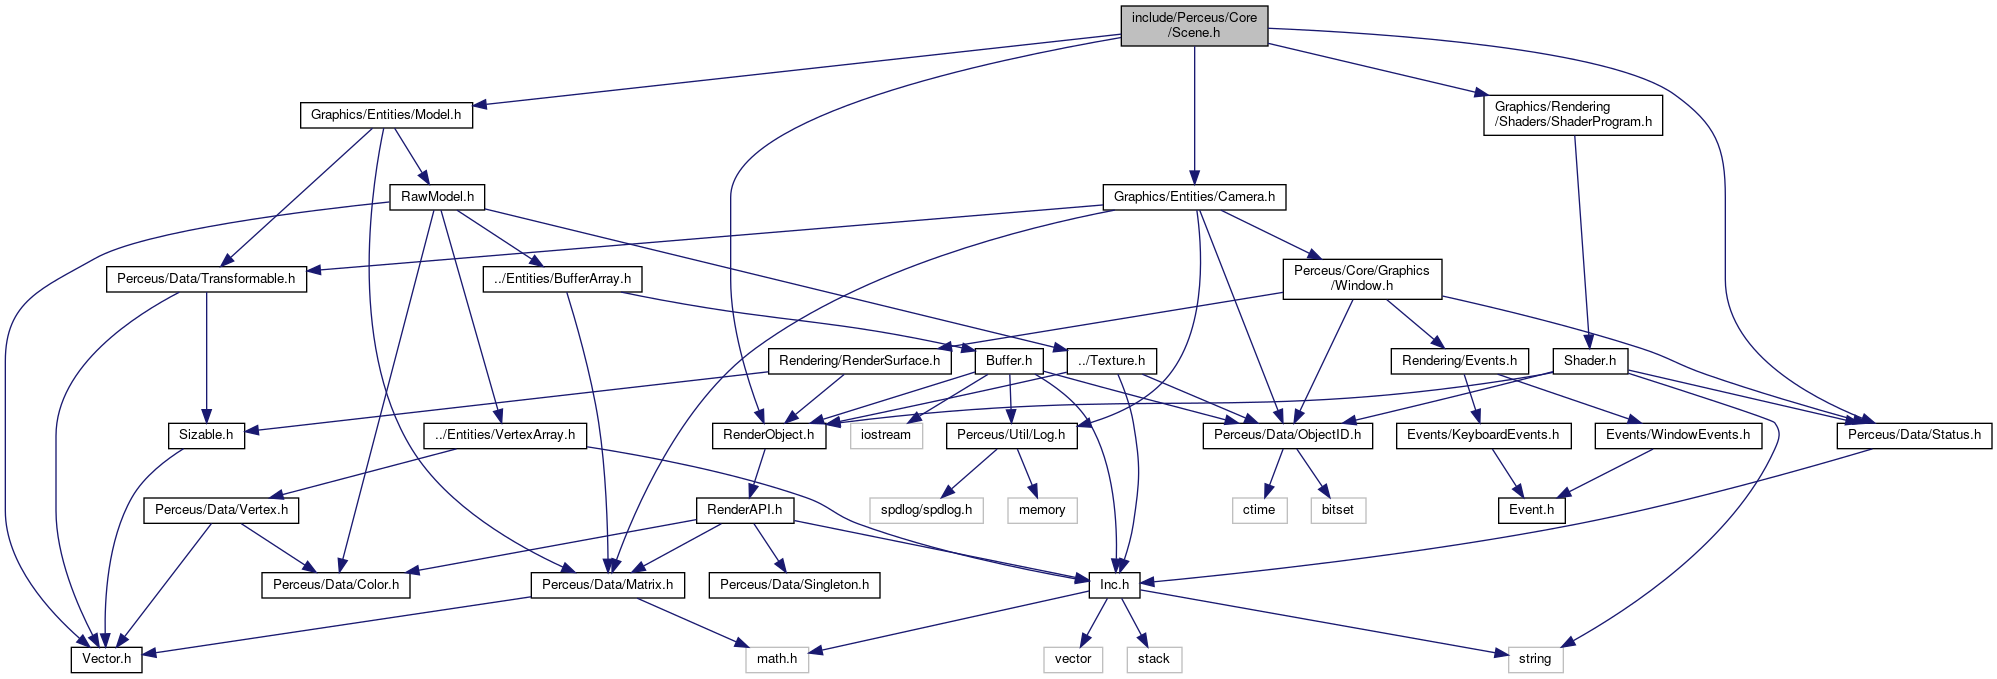 include/Perceus/Core
/Scene.h
Graphics/Entities/Model.h
Graphics/Rendering
/Shaders/ShaderProgram.h
RawModel.h
Graphics/Entities/Camera.h
Perceus/Data/Transformable.h
../Entities/BufferArray.h
Perceus/Core/Graphics
/Window.h
Rendering/RenderSurface.h
Buffer.h
../Texture.h
Rendering/Events.h
Shader.h
Sizable.h
../Entities/VertexArray.h
RenderObject.h
iostream
Perceus/Util/Log.h
Perceus/Data/ObjectID.h
Events/KeyboardEvents.h
Events/WindowEvents.h
Perceus/Data/Status.h
Perceus/Data/Vertex.h
RenderAPI.h
spdlog/spdlog.h
memory
ctime
bitset
Event.h
Perceus/Data/Color.h
Perceus/Data/Matrix.h
Perceus/Data/Singleton.h
Inc.h
Vector.h
math.h
vector
stack
string